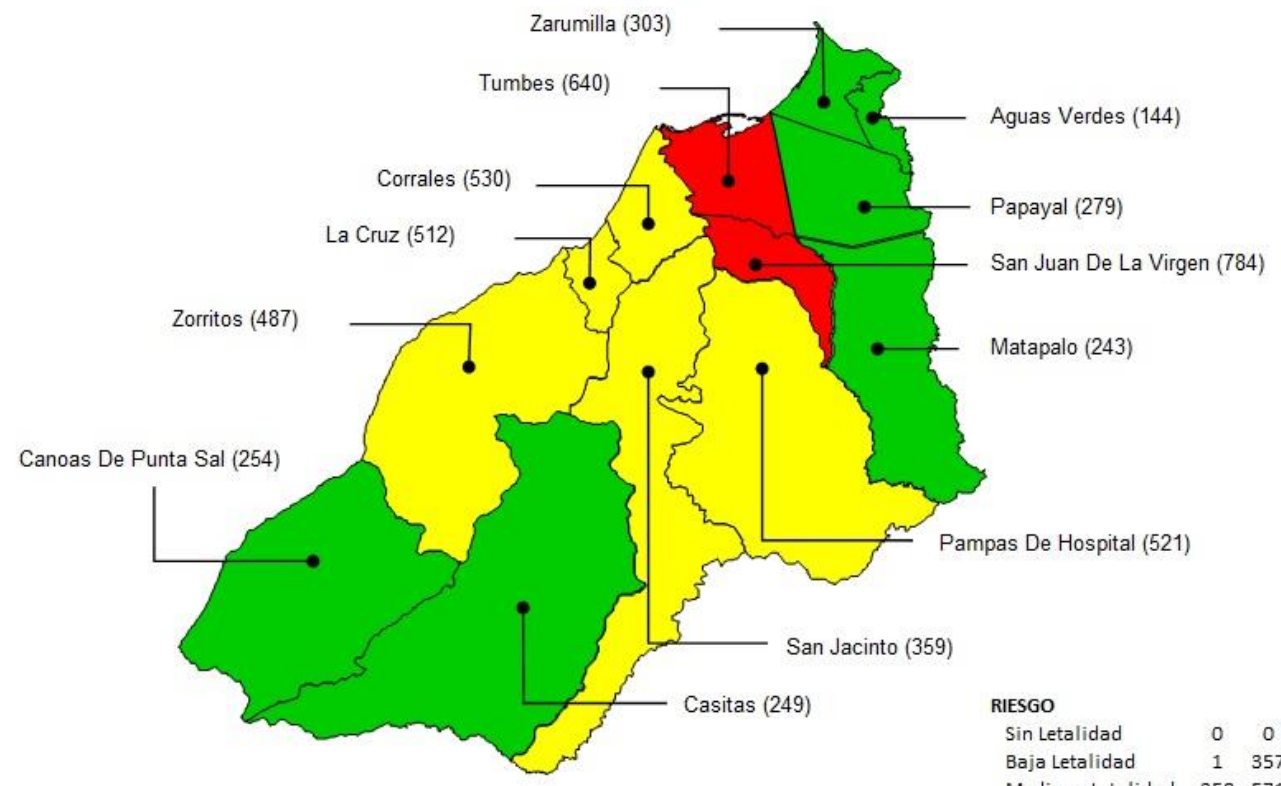 Zarumilla (303)
Tumbes (640)
Aguas Verdes (144)
Corrales (530)
Papayal (279)
La Cruz (512)
San Juan De La Virgen (784)
Zorritos (487)
Matapalo (243)
Canoas De Punta Sal (254)
Pampas De Hospital (521)
San Jacinto (359)
Casitas (249)
RIESGO
Sin Letalidad 0 0
Baja Letalidad 1 357